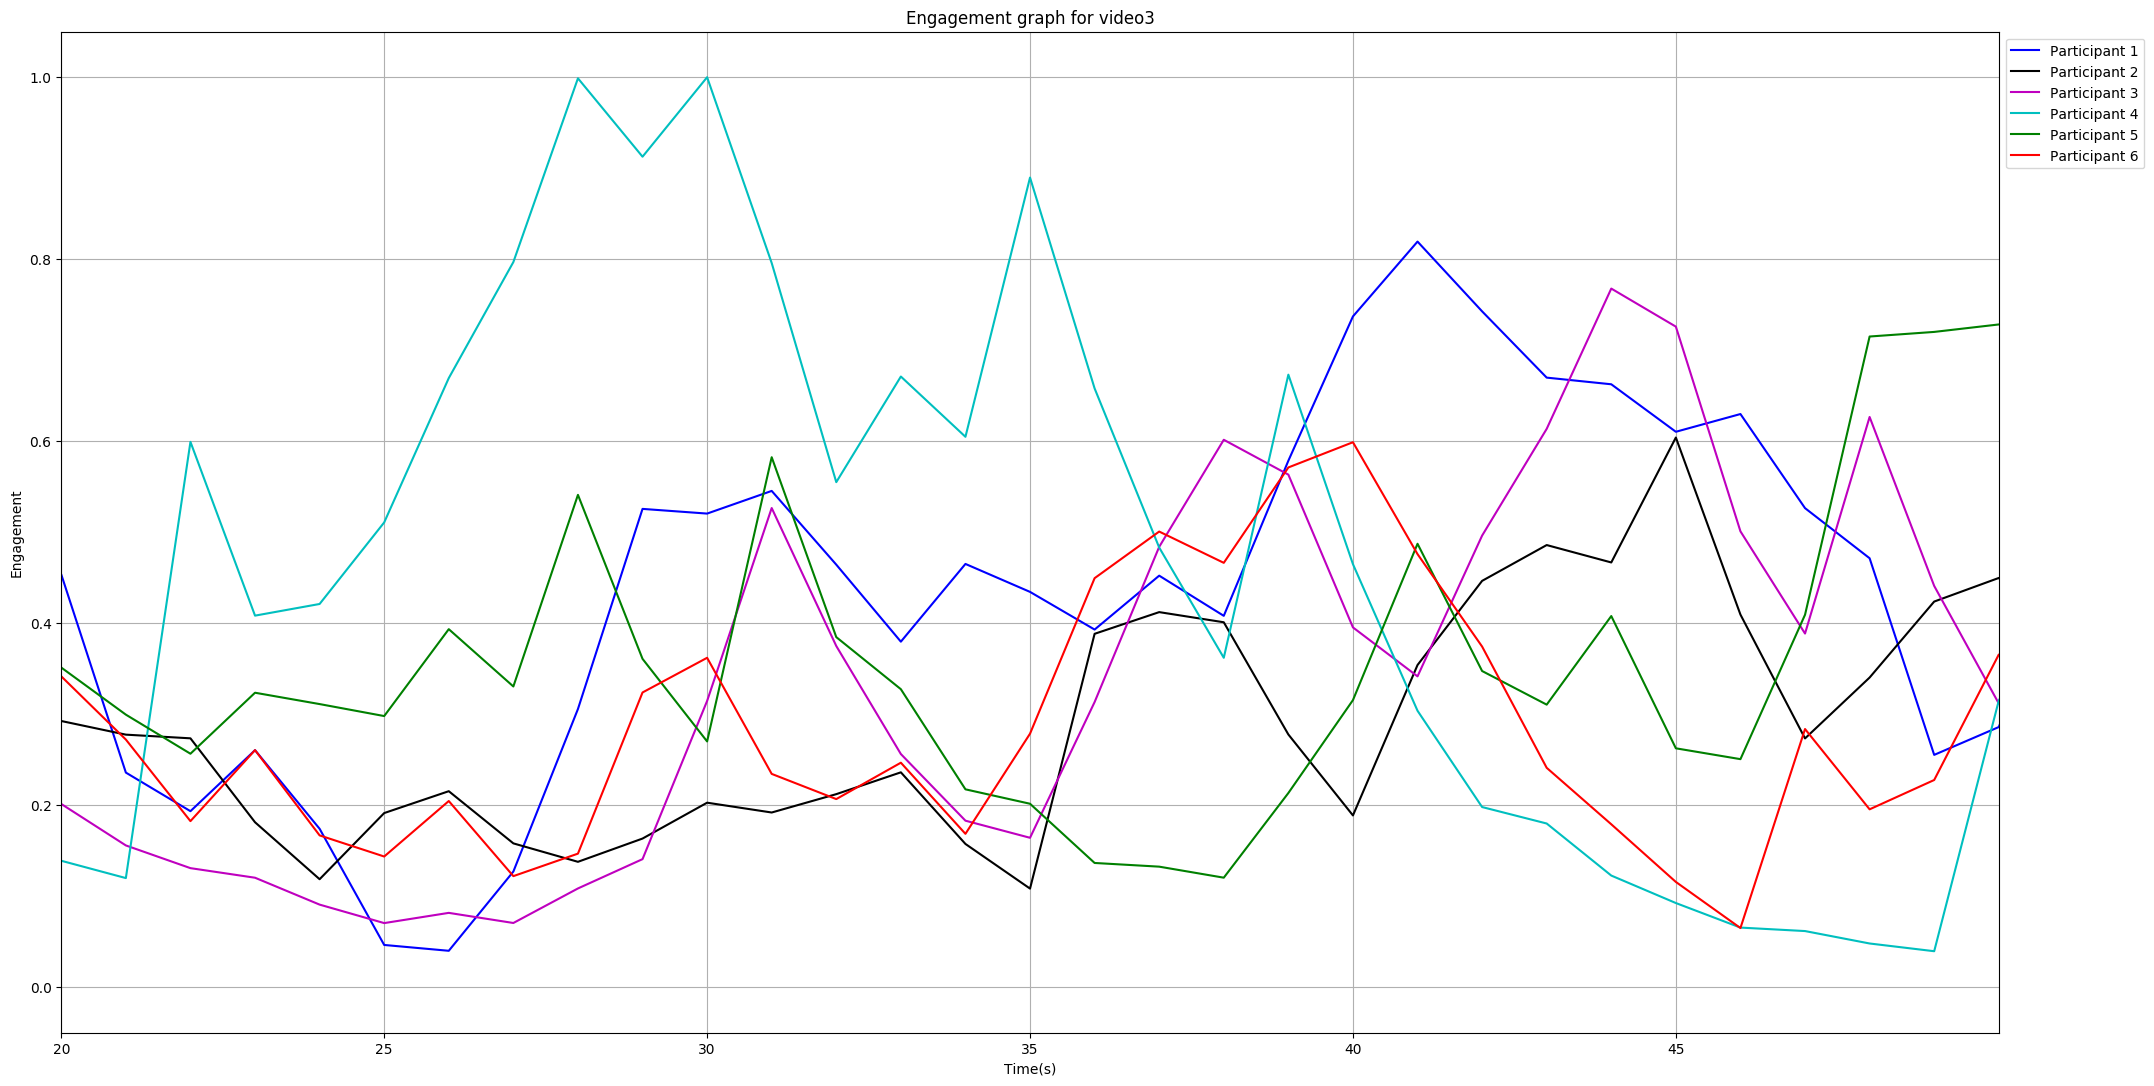 Engagement graph for video3
Participant 1
Participant 2
Participant 3
Participant 4
Participant 5
Participant 6
1.0
0.8
0.6
0.4
0.2
0.0
Engagement
20 25 30 35 40 45
Time(s)